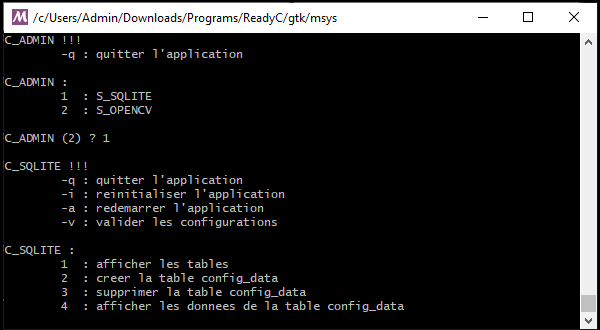 M /c/Users/Admin/Downloads/Programs/ReadyC/gtk/msys
C_ADMIN !!!
-q : quitter l'application
C_ADMIN :
1 : S_SQLITE
2 : S_OPENCV
C_ADMIN (2) ? 1
C_SQLITE !!!
-q : quitter l'application
-i : reinitialiser l'application
-a : redemarrer l'application
-v : valider les configurations
C_SQLITE :
1 : afficher les tables
2 : creer la table config_data
3 : supprimer la table config_data
4 : afficher les donnees de la table config_data